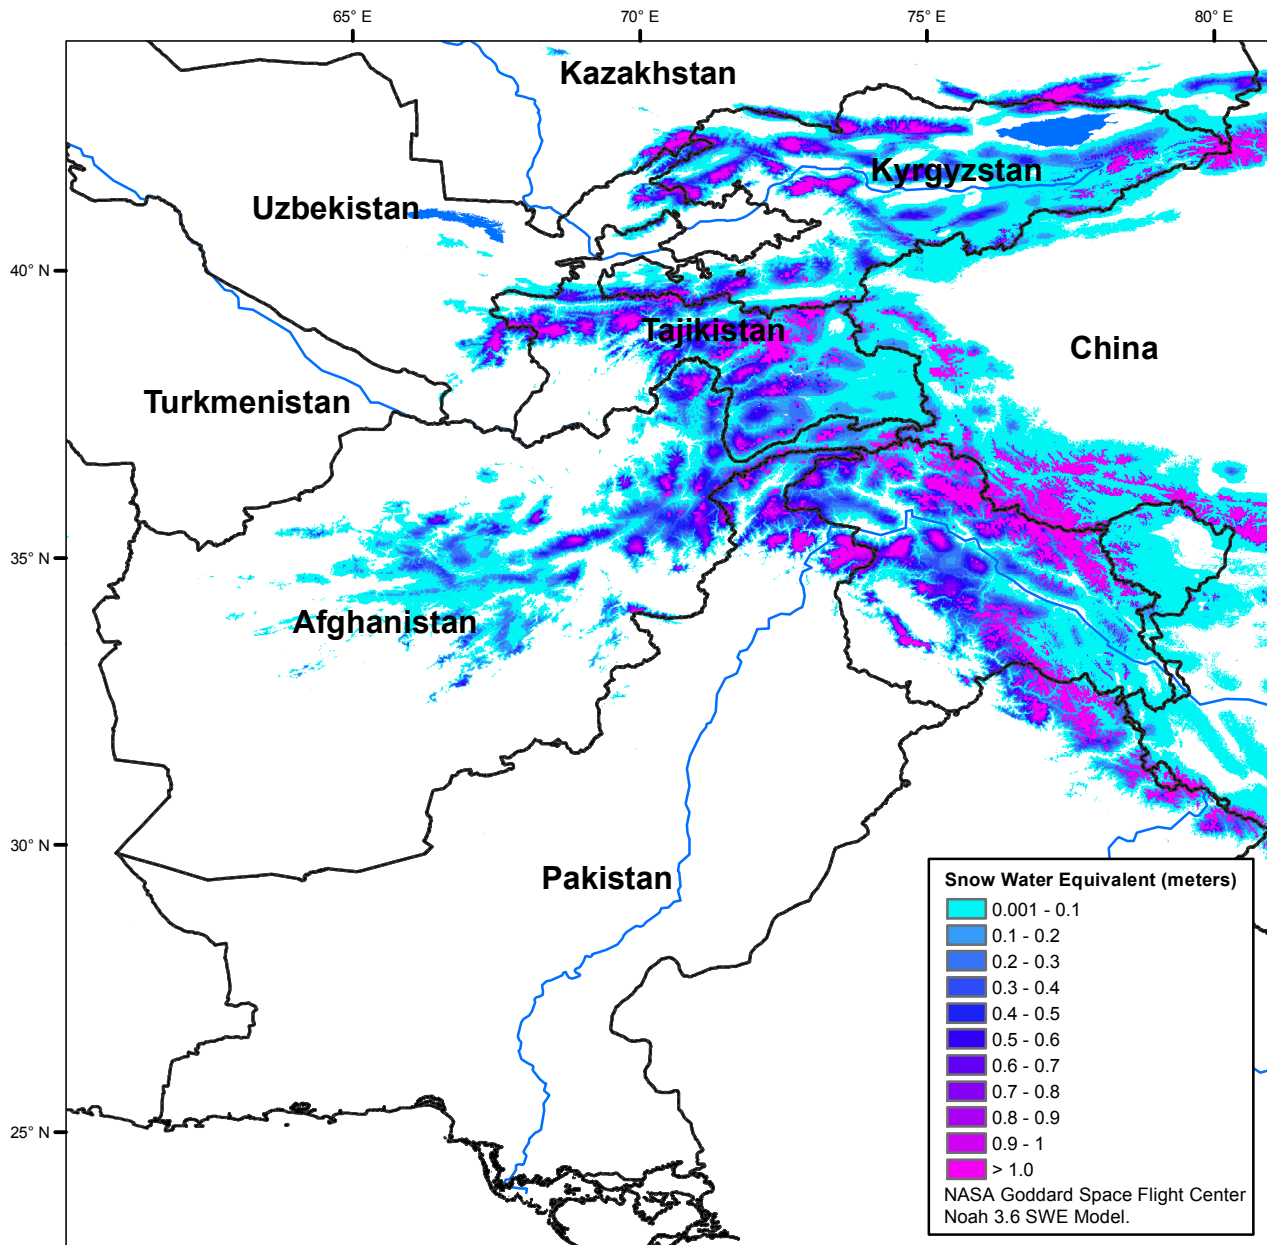 65° E
70° E
75° E
80° E
Kazakhstan
Kyrgyzstan
Uzbekistan
40° N
Tajikistan
China
Turkmenistan
35° N
Afghanistan
30° N
Pakistan
25° N
Snow Water Equivalent (meters)
0.001 - 0.1
0.1 - 0.2
0.2 - 0.3
0.3 - 0.4
0.4 - 0.5
0.5 - 0.6
0.6 - 0.7
0.7 - 0.8
0.8 - 0.9
0.9 - 1
> 1.0
NASA Goddard Space Flight Center
Noah 3.6 SWE Model.